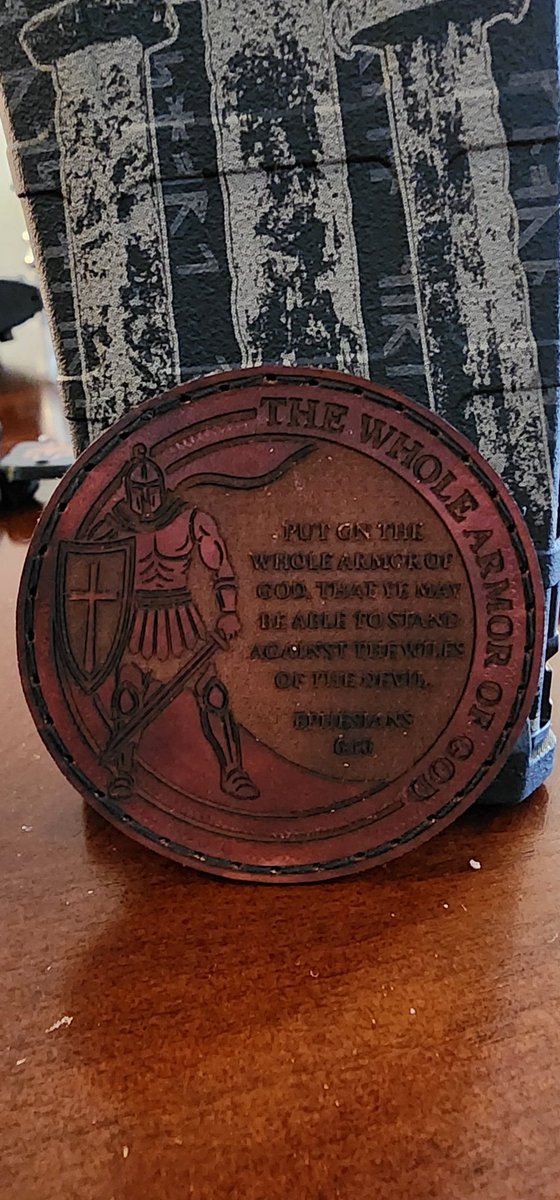 THE WHOLE ARMOR OF GOD
PUT ON THE
WHOLE ARMOR OF
GOD, THAT YE MAY
BE ABLE TO STAND
AGAINST THE WILES
OF THE DEVIL.
EPHESIANS